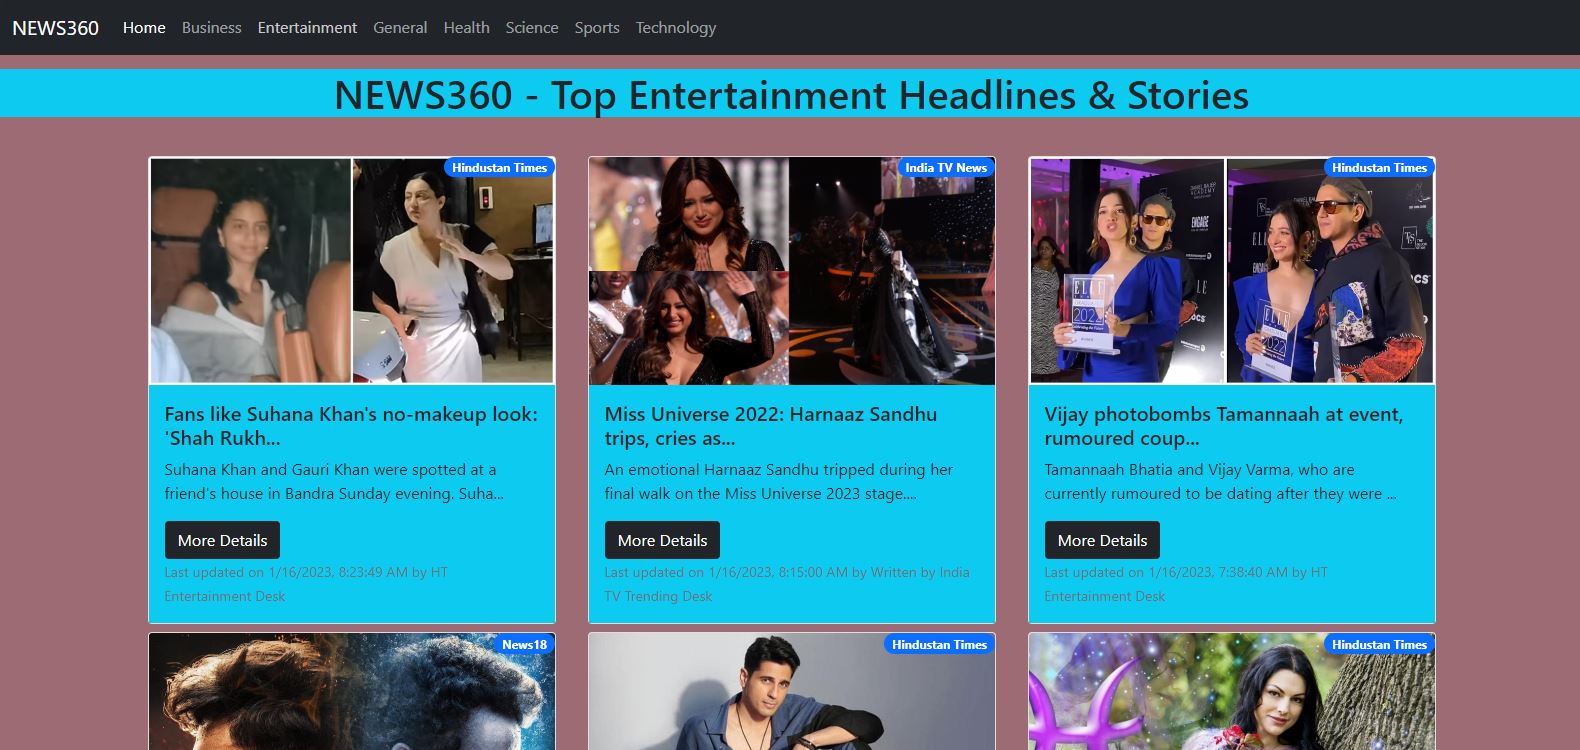 NEWS360 Home Business Entertainment General Health Science Sports Technology
NEWS360 - Top Entertainment Headlines & Stories
Hindustan Times
Fans like Suhana Khan's no-makeup look:
'Shah Rukh...
Suhana Khan and Gauri Khan were spotted at a
friend's house in Bandra Sunday evening. Suha...
More Details
Last updated on 1/16/2023, 8:23:49 AM by HT
Entertainment Desk
India TV News
Miss Universe 2022: Harnaaz Sandhu
trips, cries as...
An emotional Harnaaz Sandhu tripped during her
final walk on the Miss Universe 2023 stage....
More Details
Last updated on 1/16/2023, 8:15:00 AM by Written by India
TV Trending Desk
Hindustan Times
ENGAGE
ELLE
2022
ELLE
2022
Vijay photobombs Tamannaah at event,
rumoured coup...
Tamannaah Bhatia and Vijay Varma, who are
currently rumoured to be dating after they were ...
More Details
Last updated on 1/16/2023, 7:38:40 AM by HT
Entertainment Desk
News18
Hindustan Times
Hindustan Times